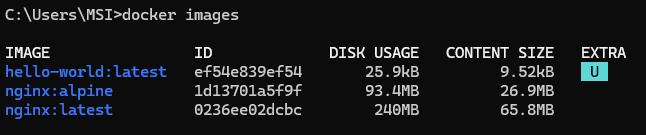 C:\Users\MSI>docker images
IMAGE ID DISK USAGE CONTENT SIZE EXTRA
hello-world:latest ef54e839ef54 25.9kB 9.52kB U
nginx:alpine 1d13701a5f9f 93.4MB 26.9MB
nginx:latest 0236ee02dcbc 240MB 65.8MB